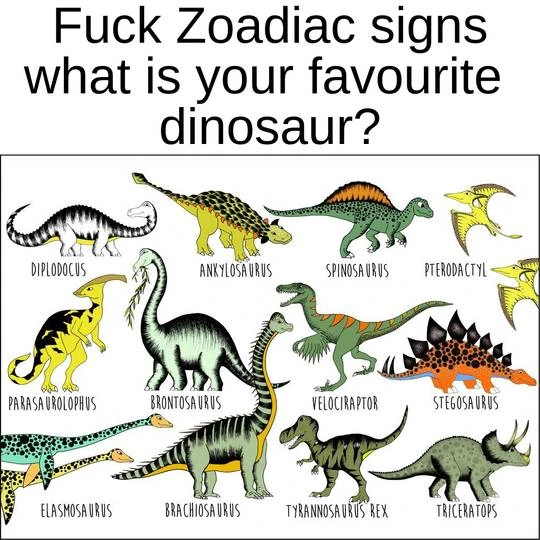 Fuck Zoadiac signs
what is your favourite
dinosaur?
DIPLODOCUS
ANKYLOSAURUS
SPINOSAURUS
PTERODACTYL
PARASAUROLOPHUS
BRONTOSAURUS
VELOCIRAPTOR
STEGOSAURUS
ELASMOSAURUS
BRACHIOSAURUS
TYRANNOSAURUS REX
TRICERATOPS